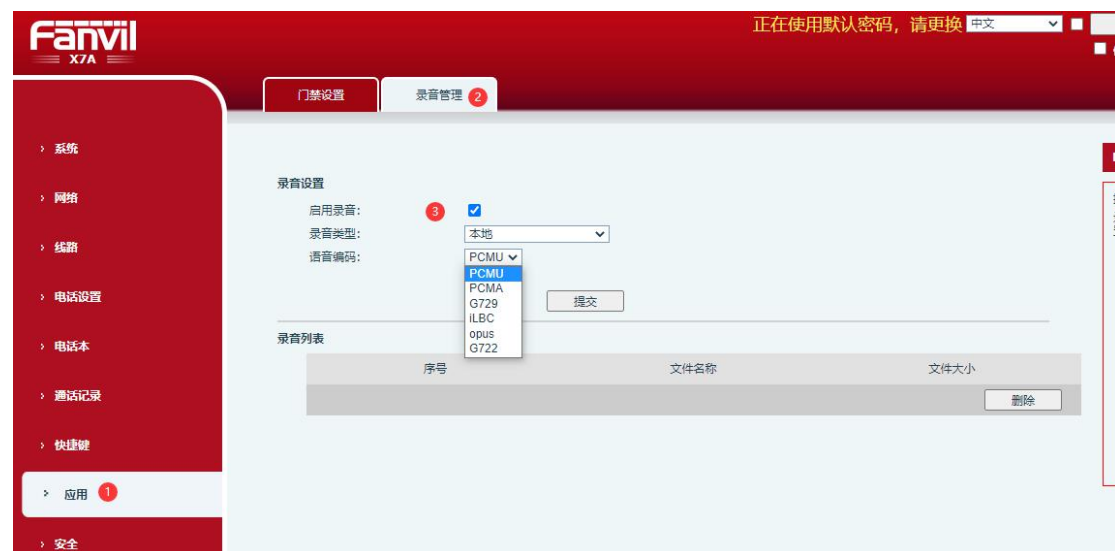 Fanvil
X7A
正在使用默认密码，请更换 中文
门禁设置
录音管理 2
› 系统
› 网络
› 线路
› 电话设置
› 电话本
› 通话记录
› 快捷键
› 应用 1
› 安全
录音设置
启用录音: 3
录音类型: 本地
语音编码: PCMU
PCMU
PCMA
G729
iLBC
opus
G722
提交
录音列表
序号 文件名称 文件大小
删除